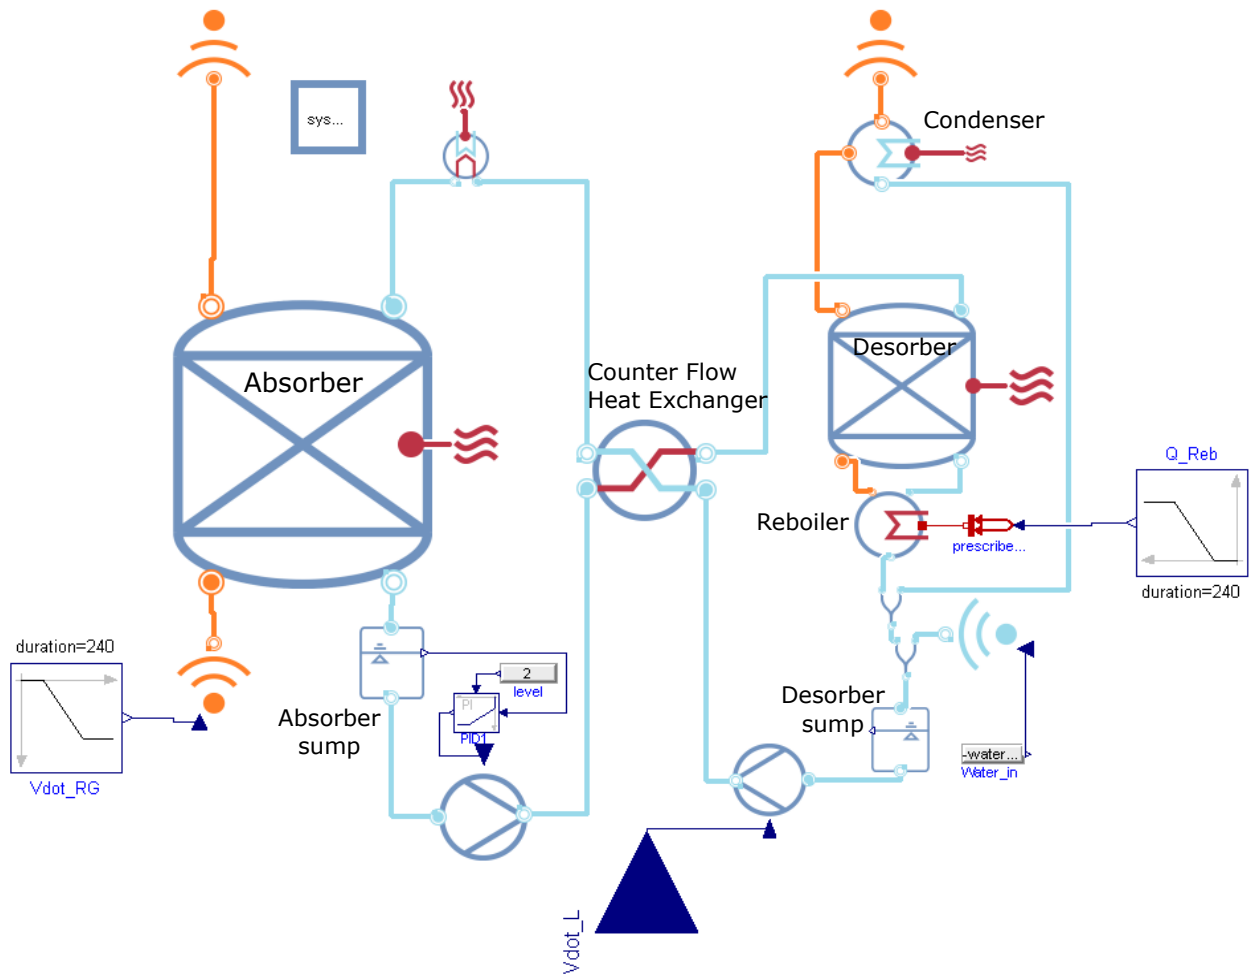 Condenser
sys...
Desorber
Counter Flow
Heat Exchanger
Absorber
Q_Reb
Reboiler
prescribe...
duration=240
duration=240
2
level
PI
PID1
Absorber
sump
Desorber
sump
-water...
Water_in
Vdot_RG
Vdot_L